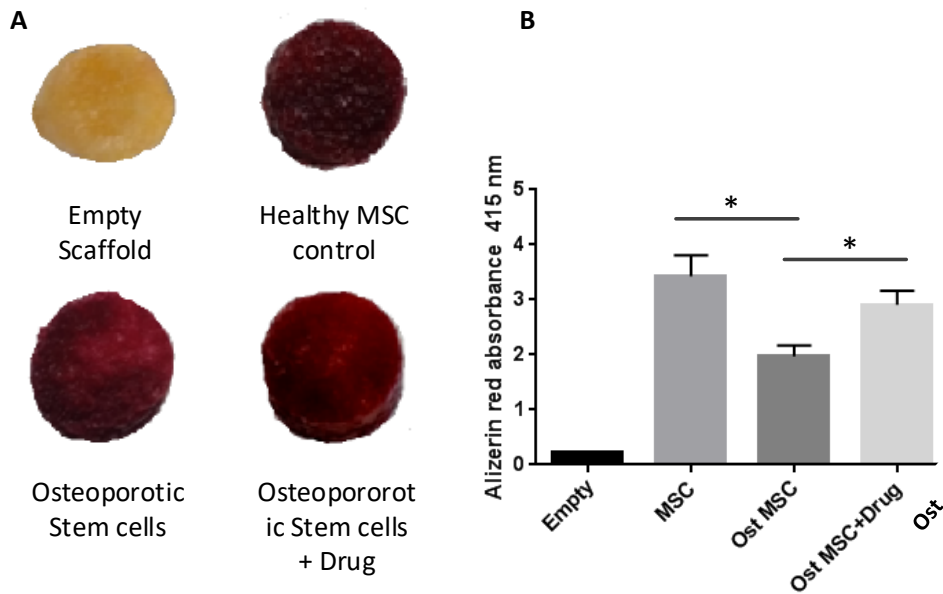 A
Empty
Scaffold
Healthy MSC
control
Osteoporotic
Stem cells
Osteopororot
ic Stem cells
+ Drug
B
Alizerin red absorbance 415 nm
5
4
3
2
1
0
*
*
Empty
MSC
Ost MSC
Ost MSC+Drug
Ost